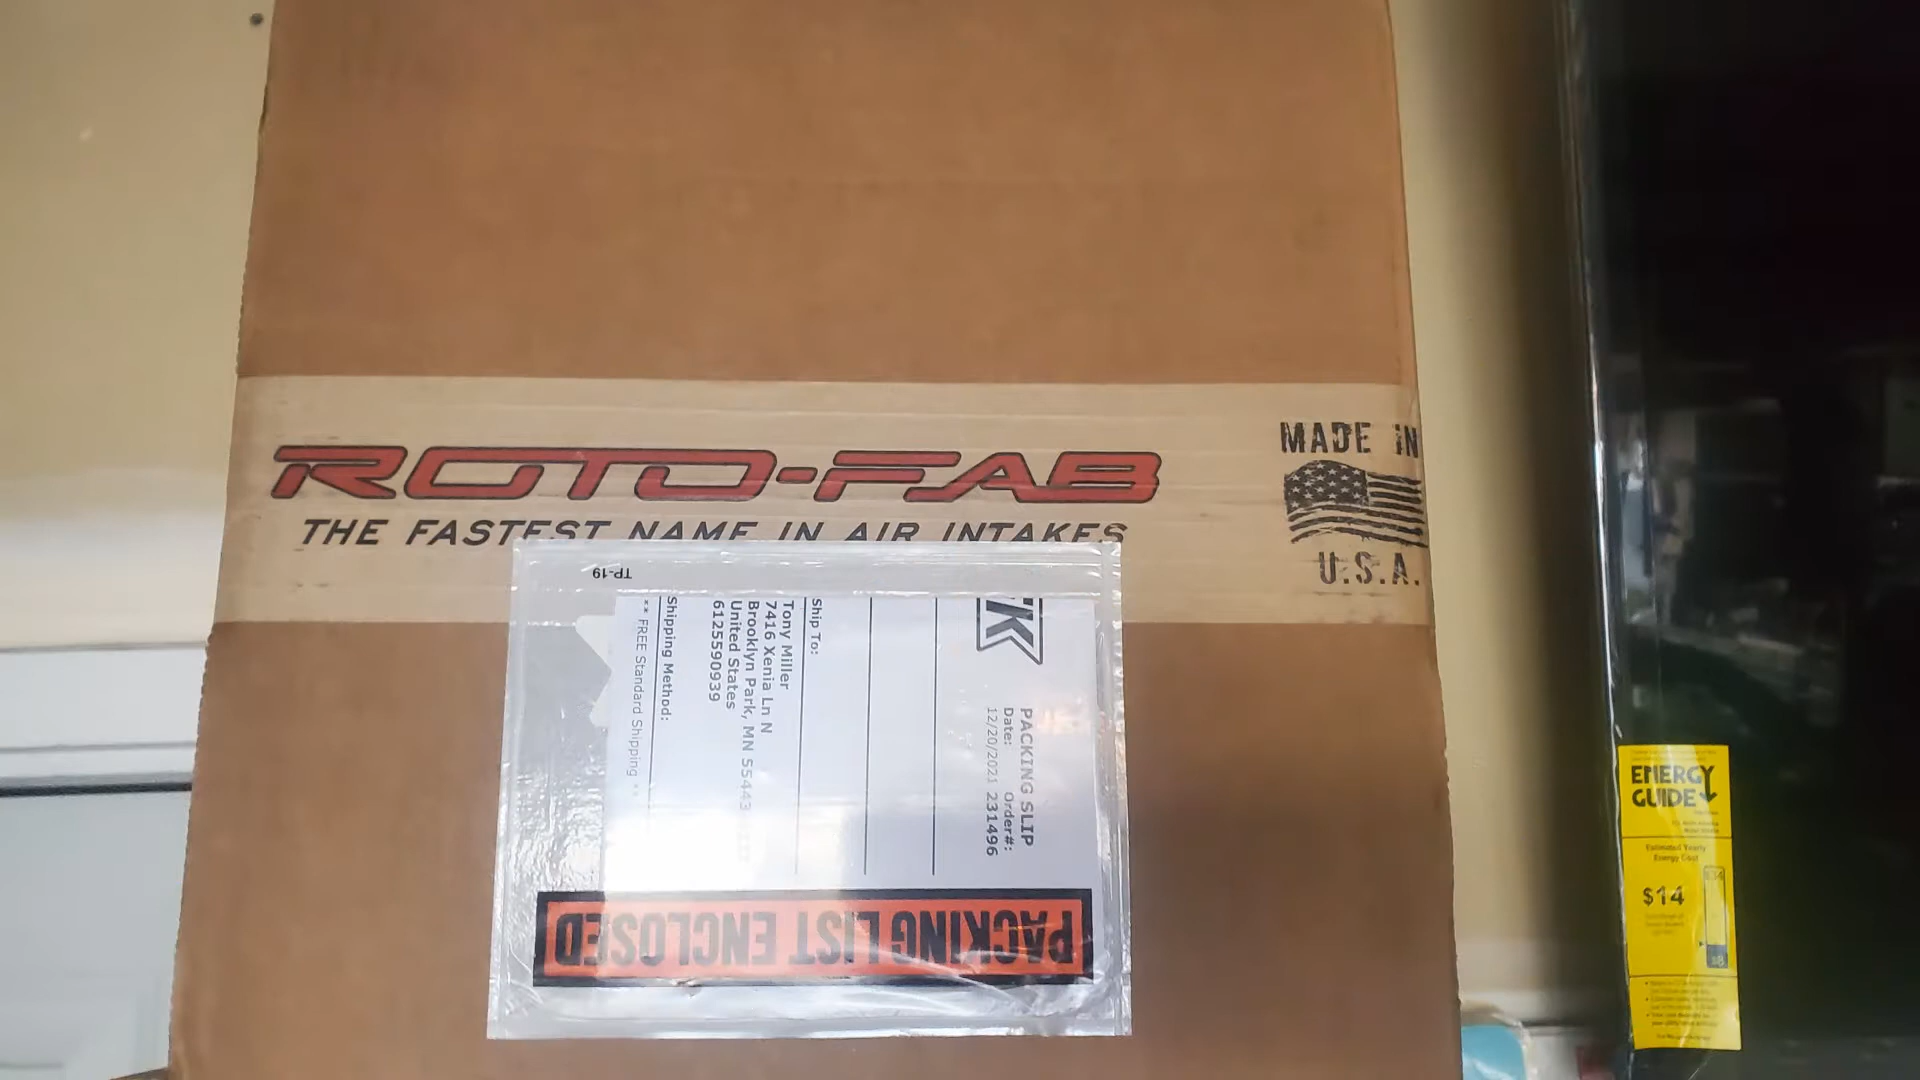 ROTO-FAB
THE FASTEST NAME IN AIR INTAKES
MADE IN
U.S.A.
TP-19
PACKING SLIP
Date: Order#:
12/20/2021 231496
Ship To:
Tony Miller
7416 Xenia Ln N
Brooklyn Park, MN 55443
United States
6125590939
Shipping Method:
** FREE Standard Shipping **
PACKING LIST ENCLOSED
ENERGY
GUIDE
Estimated Yearly
Energy Cost
$14
$8